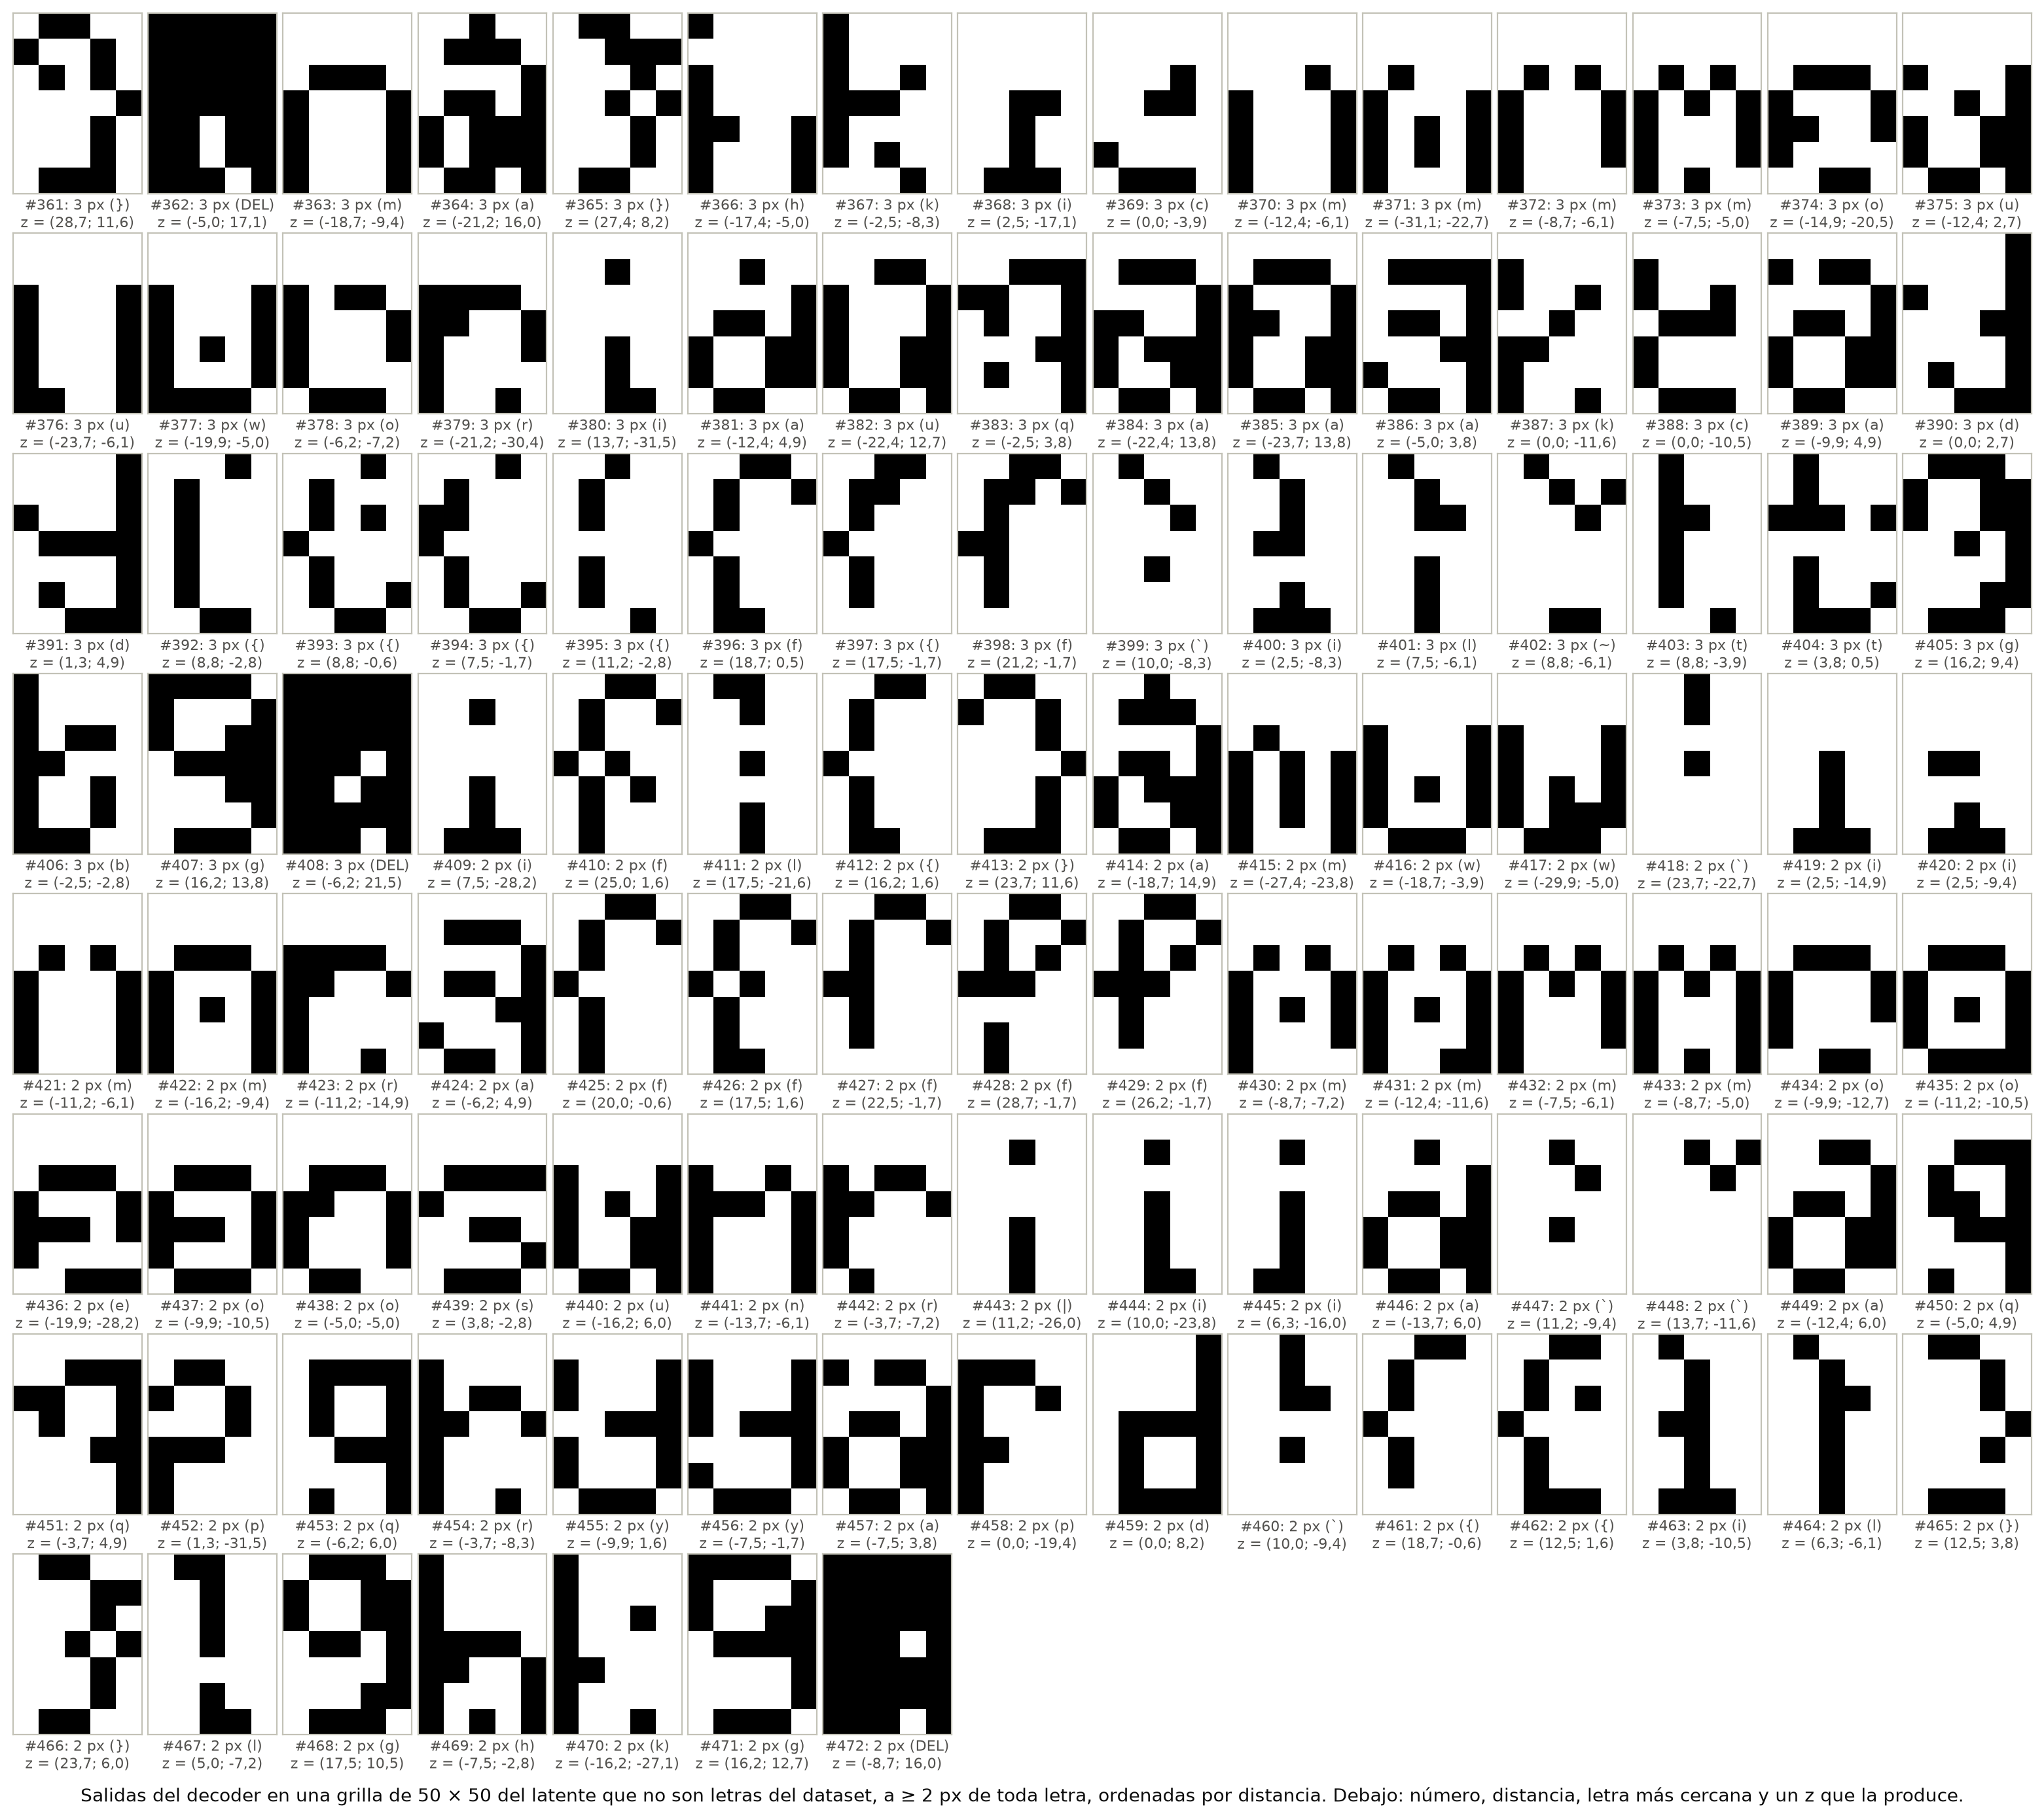 #361: 3 px (}) #362: 3 px (DEL) #363: 3 px (m) #364: 3 px (a) #365: 3 px (}) #366: 3 px (h) #367: 3 px (k) #368: 3 px (i) #369: 3 px (c) #370: 3 px (m) #371: 3 px (m) #372: 3 px (m) #373: 3 px (m) #374: 3 px (o) #375: 3 px (u)
z = (28,7; 11,6) z = (-5,0; 17,1) z = (-18,7; -9,4) z = (-21,2; 16,0) z = (27,4; 8,2) z = (-17,4; -5,0) z = (-2,5; -8,3) z = (2,5; -17,1) z = (0,0; -3,9) z = (-12,4; -6,1) z = (-31,1; -22,7) z = (-8,7; -6,1) z = (-7,5; -5,0) z = (-14,9; -20,5) z = (-12,4; 2,7)
#376: 3 px (u) #377: 3 px (w) #378: 3 px (o) #379: 3 px (r) #380: 3 px (i) #381: 3 px (a) #382: 3 px (u) #383: 3 px (q) #384: 3 px (a) #385: 3 px (a) #386: 3 px (a) #387: 3 px (k) #388: 3 px (c) #389: 3 px (a) #390: 3 px (d)
z = (-23,7; -6,1) z = (-19,9; -5,0) z = (-6,2; -7,2) z = (-21,2; -30,4) z = (13,7; -31,5) z = (-12,4; 4,9) z = (-22,4; 12,7) z = (-2,5; 3,8) z = (-22,4; 13,8) z = (-23,7; 13,8) z = (-5,0; 3,8) z = (0,0; -11,6) z = (0,0; -10,5) z = (-9,9; 4,9) z = (0,0; 2,7)
#391: 3 px (d) #392: 3 px ({) #393: 3 px ({) #394: 3 px ({) #395: 3 px ({) #396: 3 px (f) #397: 3 px ({) #398: 3 px (f) #399: 3 px (`) #400: 3 px (i) #401: 3 px (l) #402: 3 px (~) #403: 3 px (t) #404: 3 px (t) #405: 3 px (g)
z = (1,3; 4,9) z = (8,8; -2,8) z = (8,8; -0,6) z = (7,5; -1,7) z = (11,2; -2,8) z = (18,7; 0,5) z = (17,5; -1,7) z = (21,2; -1,7) z = (10,0; -8,3) z = (2,5; -8,3) z = (7,5; -6,1) z = (8,8; -6,1) z = (8,8; -3,9) z = (3,8; 0,5) z = (16,2; 9,4)
#406: 3 px (b) #407: 3 px (g) #408: 3 px (DEL) #409: 2 px (i) #410: 2 px (f) #411: 2 px (l) #412: 2 px ({) #413: 2 px (}) #414: 2 px (a) #415: 2 px (m) #416: 2 px (w) #417: 2 px (w) #418: 2 px (`) #419: 2 px (i) #420: 2 px (i)
z = (-2,5; -2,8) z = (16,2; 13,8) z = (-6,2; 21,5) z = (7,5; -28,2) z = (25,0; 1,6) z = (17,5; -21,6) z = (16,2; 1,6) z = (23,7; 11,6) z = (-18,7; 14,9) z = (-27,4; -23,8) z = (-18,7; -3,9) z = (-29,9; -5,0) z = (23,7; -22,7) z = (2,5; -14,9) z = (2,5; -9,4)
#421: 2 px (m) #422: 2 px (m) #423: 2 px (r) #424: 2 px (a) #425: 2 px (f) #426: 2 px (f) #427: 2 px (f) #428: 2 px (f) #429: 2 px (f) #430: 2 px (m) #431: 2 px (m) #432: 2 px (m) #433: 2 px (m) #434: 2 px (o) #435: 2 px (o)
z = (-11,2; -6,1) z = (-16,2; -9,4) z = (-11,2; -14,9) z = (-6,2; 4,9) z = (20,0; -0,6) z = (17,5; 1,6) z = (22,5; -1,7) z = (28,7; -1,7) z = (26,2; -1,7) z = (-8,7; -7,2) z = (-12,4; -11,6) z = (-7,5; -6,1) z = (-8,7; -5,0) z = (-9,9; -12,7) z = (-11,2; -10,5)
#436: 2 px (e) #437: 2 px (o) #438: 2 px (o) #439: 2 px (s) #440: 2 px (u) #441: 2 px (n) #442: 2 px (r) #443: 2 px (|) #444: 2 px (i) #445: 2 px (i) #446: 2 px (a) #447: 2 px (`) #448: 2 px (`) #449: 2 px (a) #450: 2 px (q)
z = (-19,9; -28,2) z = (-9,9; -10,5) z = (-5,0; -5,0) z = (3,8; -2,8) z = (-16,2; 6,0) z = (-13,7; -6,1) z = (-3,7; -7,2) z = (11,2; -26,0) z = (10,0; -23,8) z = (6,3; -16,0) z = (-13,7; 6,0) z = (11,2; -9,4) z = (13,7; -11,6) z = (-12,4; 6,0) z = (-5,0; 4,9)
#451: 2 px (q) #452: 2 px (p) #453: 2 px (q) #454: 2 px (r) #455: 2 px (y) #456: 2 px (y) #457: 2 px (a) #458: 2 px (p) #459: 2 px (d) #460: 2 px (`) #461: 2 px ({) #462: 2 px ({) #463: 2 px (i) #464: 2 px (l) #465: 2 px (})
z = (-3,7; 4,9) z = (1,3; -31,5) z = (-6,2; 6,0) z = (-3,7; -8,3) z = (-9,9; 1,6) z = (-7,5; -1,7) z = (-7,5; 3,8) z = (0,0; -19,4) z = (0,0; 8,2) z = (10,0; -9,4) z = (18,7; -0,6) z = (12,5; 1,6) z = (3,8; -10,5) z = (6,3; -6,1) z = (12,5; 3,8)
#466: 2 px (}) #467: 2 px (l) #468: 2 px (g) #469: 2 px (h) #470: 2 px (k) #471: 2 px (g) #472: 2 px (DEL)
z = (23,7; 6,0) z = (5,0; -7,2) z = (17,5; 10,5) z = (-7,5; -2,8) z = (-16,2; -27,1) z = (16,2; 12,7) z = (-8,7; 16,0)
Salidas del decoder en una grilla de 50 × 50 del latente que no son letras del dataset, a ≥ 2 px de toda letra, ordenadas por distancia. Debajo: número, distancia, letra más cercana y un z que la produce.